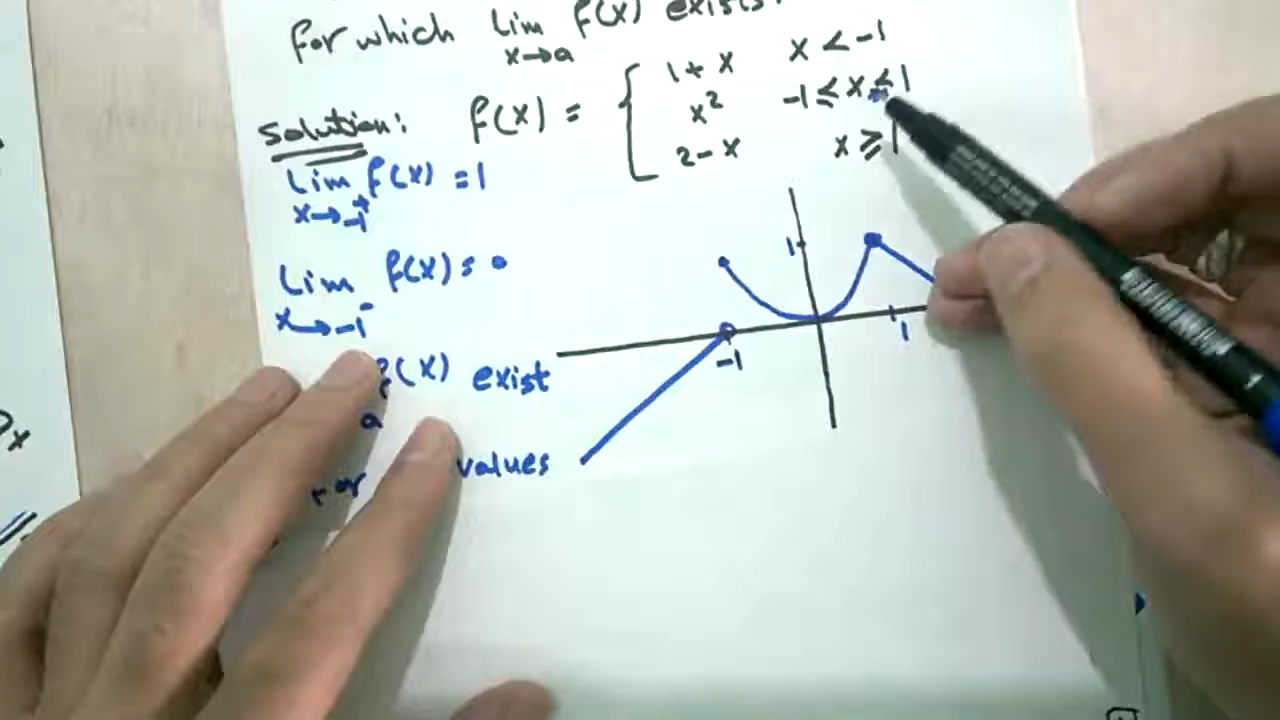 for which lim f(x) exists.
x→a
solution: f(x) = { 1+x x < -1
x² -1 ≤ x ≤ 1
2-x x ≥ 1
lim f(x) = 1
x→-1⁺
lim f(x) = 0
x→-1⁻
f(x) exist
a
for values
1
-1
1